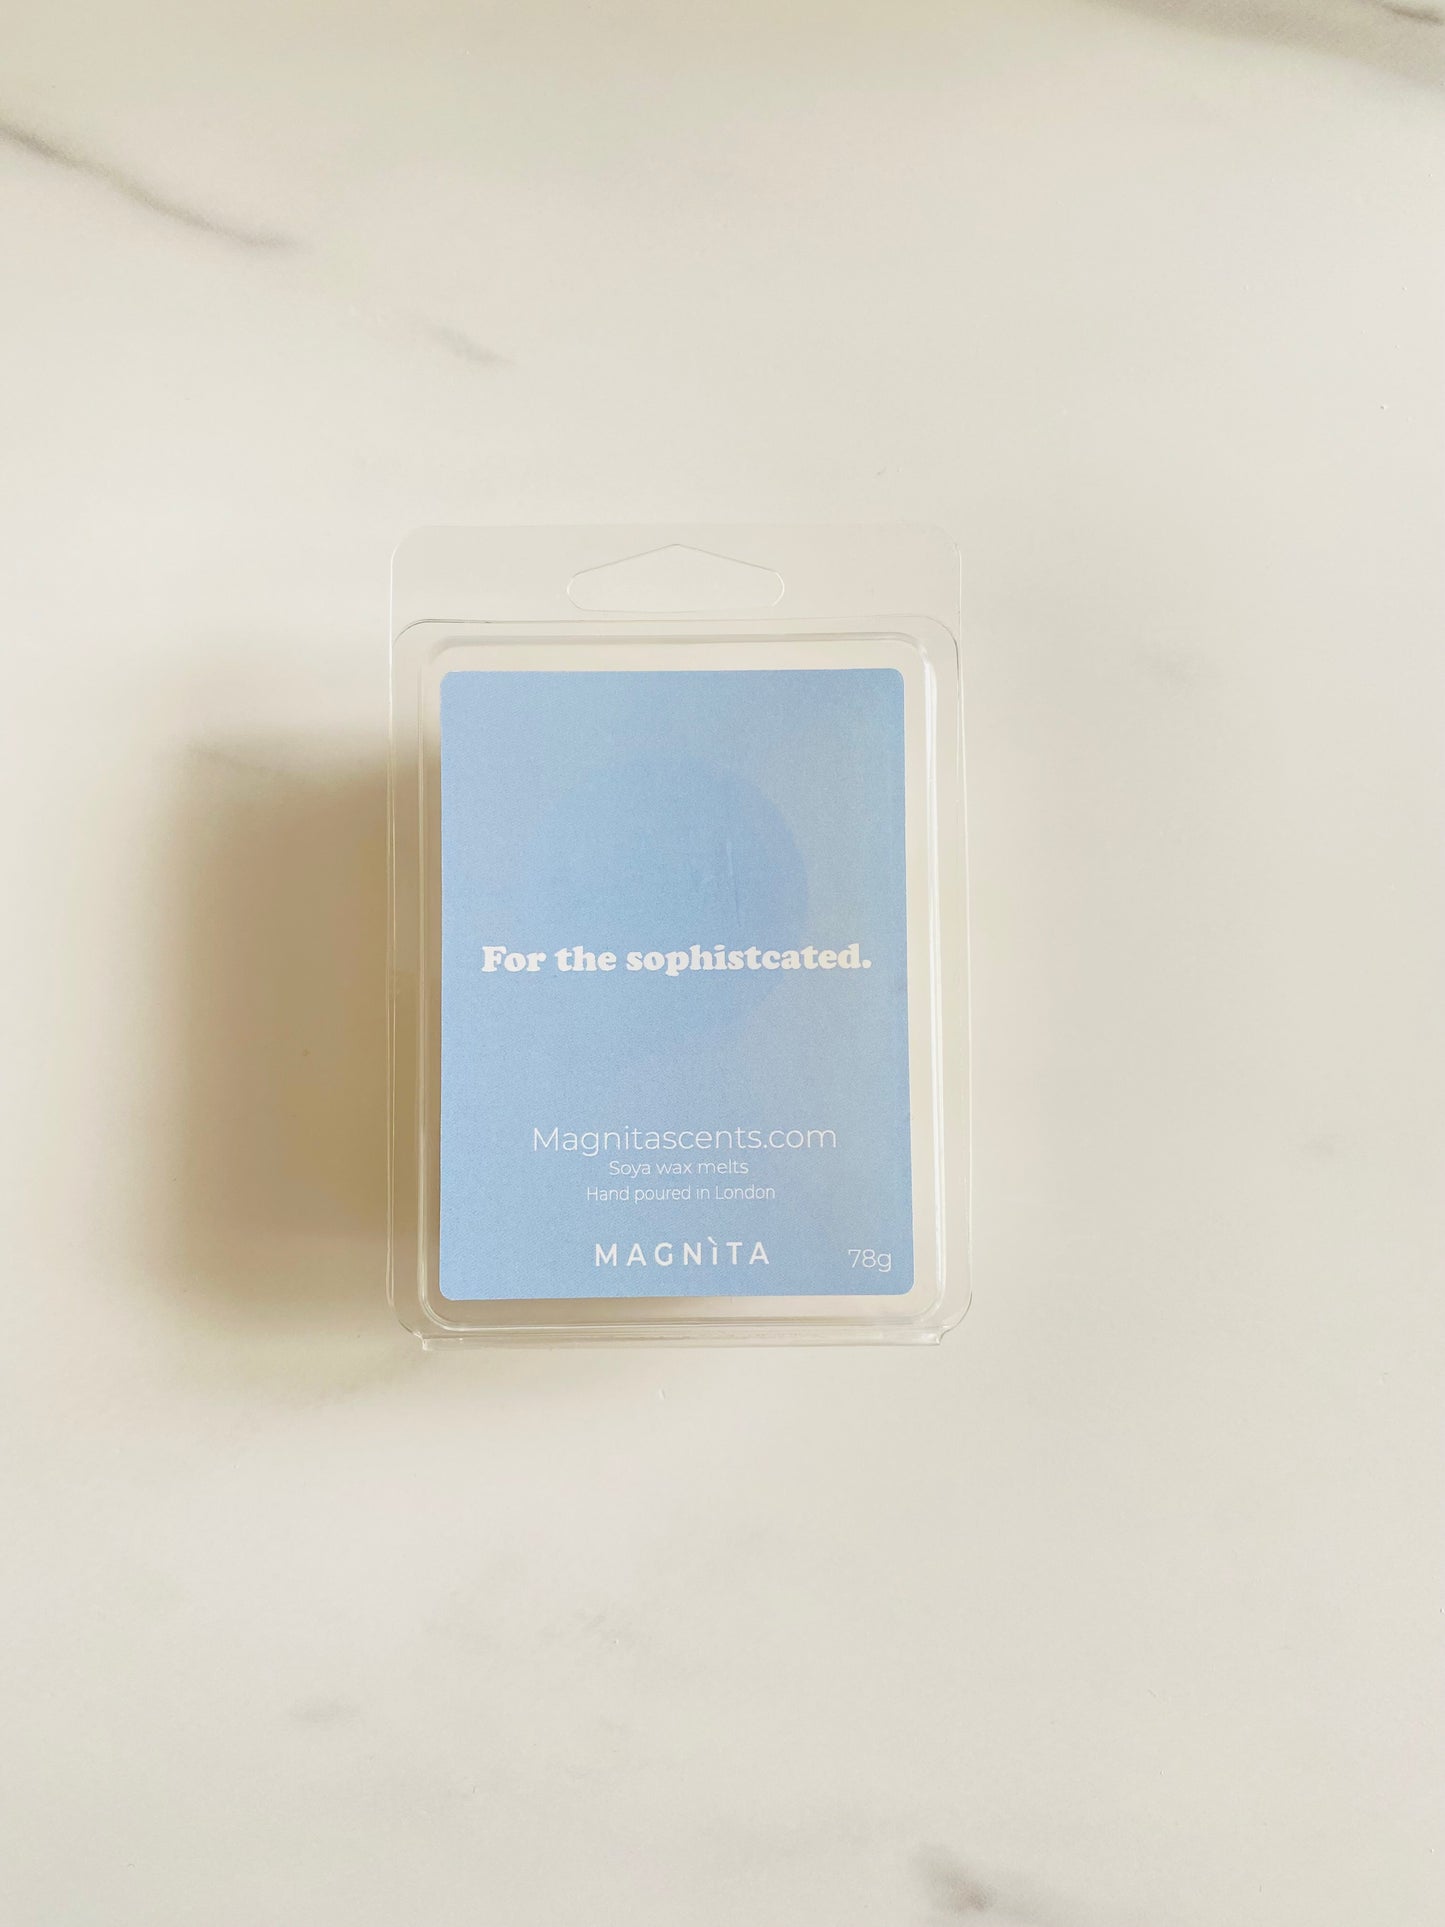 For the sophistcated.
Magnitascents.com
Soya wax melts
Hand poured in London
MAGNÌTA
78g